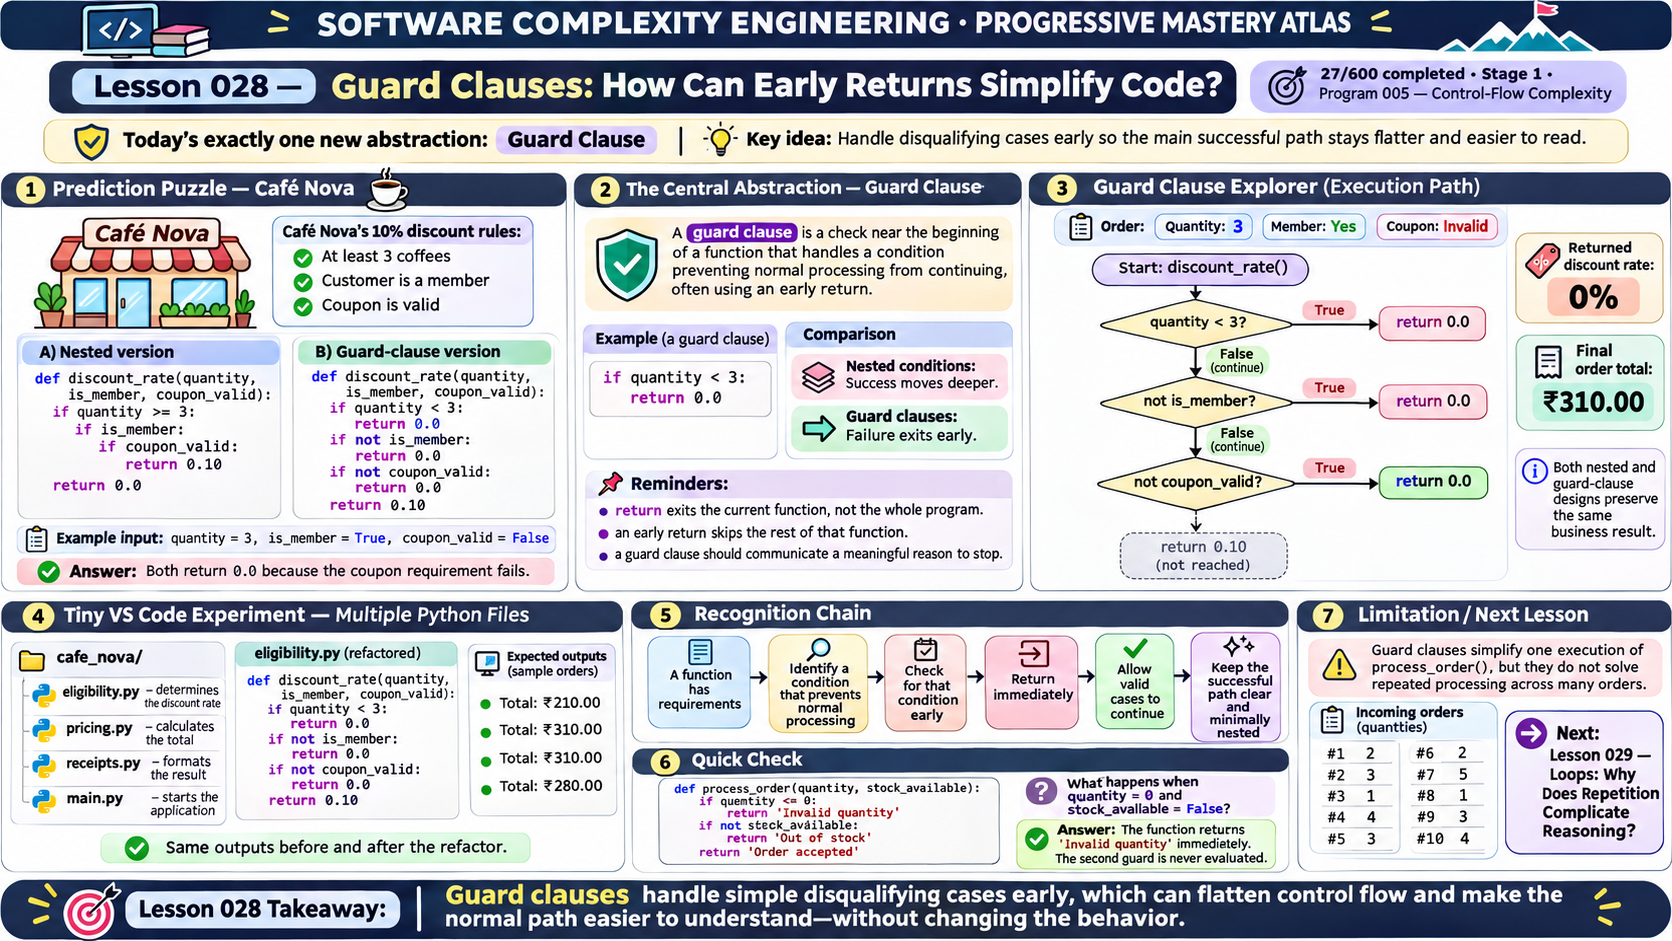 </>
SOFTWARE COMPLEXITY ENGINEERING · PROGRESSIVE MASTERY ATLAS
Lesson 028 — Guard Clauses: How Can Early Returns Simplify Code?
27/600 completed • Stage 1 •
Program 005 — Control-Flow Complexity
Today's exactly one new abstraction: Guard Clause
Key idea: Handle disqualifying cases early so the main successful path stays flatter and easier to read.
1 Prediction Puzzle — Café Nova
Café Nova
Café Nova's 10% discount rules:
At least 3 coffees
Customer is a member
Coupon is valid
A) Nested version
def discount_rate(quantity,
is_member, coupon_valid):
if quantity >= 3:
if is_member:
if coupon_valid:
return 0.10
return 0.0
B) Guard-clause version
def discount_rate(quantity,
is_member, coupon_valid):
if quantity < 3:
return 0.0
if not is_member:
return 0.0
if not coupon_valid:
return 0.0
return 0.10
Example input: quantity = 3, is_member = True, coupon_valid = False
Answer: Both return 0.0 because the coupon requirement fails.
2 The Central Abstraction — Guard Clause
A guard clause is a check near the beginning
of a function that handles a condition
preventing normal processing from continuing,
often using an early return.
Example (a guard clause)
if quantity < 3:
return 0.0
Comparison
Nested conditions:
Success moves deeper.
Guard clauses:
Failure exits early.
Reminders:
• return exits the current function, not the whole program.
• an early return skips the rest of that function.
• a guard clause should communicate a meaningful reason to stop.
3 Guard Clause Explorer (Execution Path)
Order: Quantity: 3 Member: Yes Coupon: Invalid
Start: discount_rate()
quantity < 3?
True
return 0.0
False
(continue)
not is_member?
True
return 0.0
False
(continue)
not coupon_valid?
True
return 0.0
return 0.10
(not reached)
Returned
discount rate:
0%
Final
order total:
₹310.00
Both nested and
guard-clause
designs preserve
the same
business result.
4 Tiny VS Code Experiment — Multiple Python Files
cafe_nova/
eligibility.py – determines
the discount rate
pricing.py – calculates
the total
receipts.py – formats
the result
main.py – starts the
application
eligibility.py (refactored)
def discount_rate(quantity,
is_member, coupon_valid):
if quantity < 3:
return 0.0
if not is_member:
return 0.0
if not coupon_valid:
return 0.0
return 0.10
Expected outputs
(sample orders)
Total: ₹210.00
Total: ₹310.00
Total: ₹310.00
Total: ₹280.00
Same outputs before and after the refactor.
5 Recognition Chain
A function
has
requirements
Identify a
condition
that prevents
normal
processing
Check
for that
condition
early
Return
immediately
Allow
valid
cases to
continue
Keep the
successful
path clear
and
minimally
nested
6 Quick Check
def process_order(quantity, stock_available):
if quemtity <= 0:
return 'Invalid quantity'
if not stock_available:
return 'Out of stock'
return 'Order accepted'
What happens when
quantity = 0 and
stock_available = False?
Answer: The function returns
'Invalid quantity' immediately.
The second guard is never evaluated.
7 Limitation / Next Lesson
Guard clauses simplify one execution of
process_order(), but they do not solve
repeated processing across many orders.
Incoming orders
(quantties)
#1 2 #6 2
#2 3 #7 5
#3 1 #8 1
#4 4 #9 3
#5 3 #10 4
Next:
Lesson 029 —
Loops: Why
Does Repetition
Complicate
Reasoning?
Lesson 028 Takeaway:
Guard clauses handle simple disqualifying cases early, which can flatten control flow and make the
normal path easier to understand—without changing the behavior.